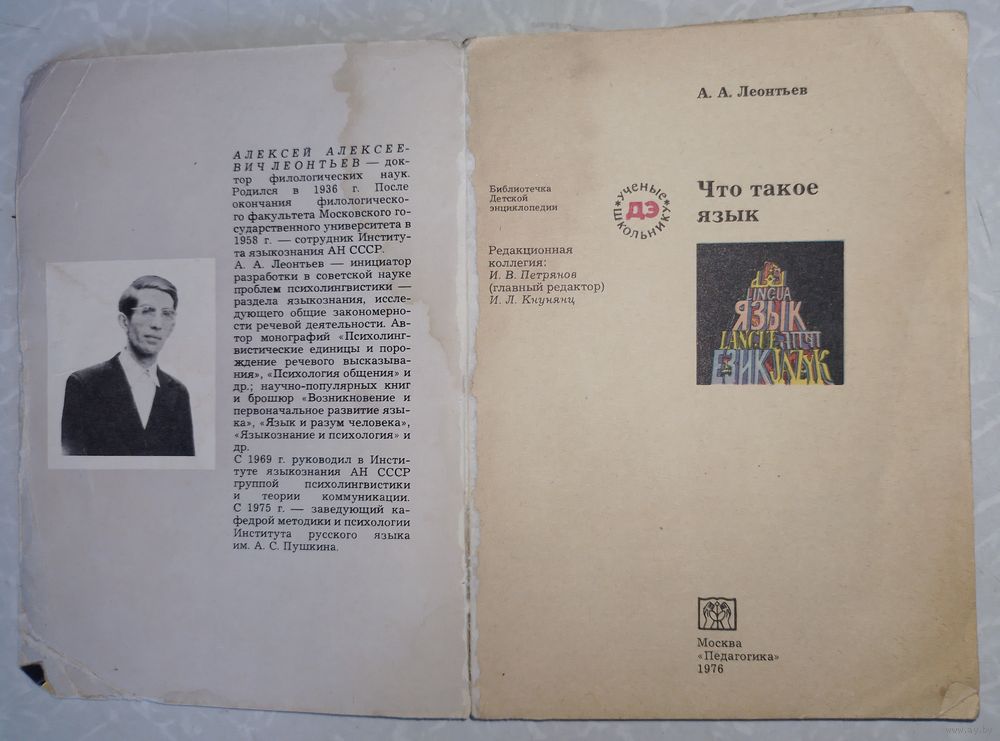 АЛЕКСЕЙ АЛЕКСЕЕ-
ВИЧ ЛЕОНТЬЕВ — док-
тор филологических наук.
Родился в 1936 г. После
окончания филологическо-
го факультета Московского го-
сударственного университета в
1958 г. — сотрудник Институ-
та языкознания АН СССР.
А. А. Леонтьев — инициатор
разработки в советской науке
проблем психолингвистики —
раздела языкознания, иссле-
дующего общие закономерно-
сти речевой деятельности. Ав-
тор монографий «Психолинг-
вистические единицы и поро-
ждение речевого высказыва-
ния», «Психология общения» и
др.; научно-популярных книг
и брошюр «Возникновение и
первоначальное развитие язы-
ка», «Язык и разум человека»,
«Языкознание и психология» и
др.
С 1969 г. руководил в Инсти-
туте языкознания АН СССР
группой психолингвистики
и теории коммуникации.
С 1975 г. — заведующий ка-
федрой методики и психологии
Института русского языка
им. А. С. Пушкина.
А. А. Леонтьев
Библиотечка
Детской
энциклопедии
УЧЕНЫЕ
ШКОЛЬНИКУ
ДЭ
Что такое
язык
Редакционная
коллегия:
И. В. Петрянов
(главный редактор)
И. Л. Кнунянц
LINGUA
ЯЗЫК
LANGUE भाषा
ЕЗИК JĄZYK
Москва
«Педагогика»
1976
www.ay.by